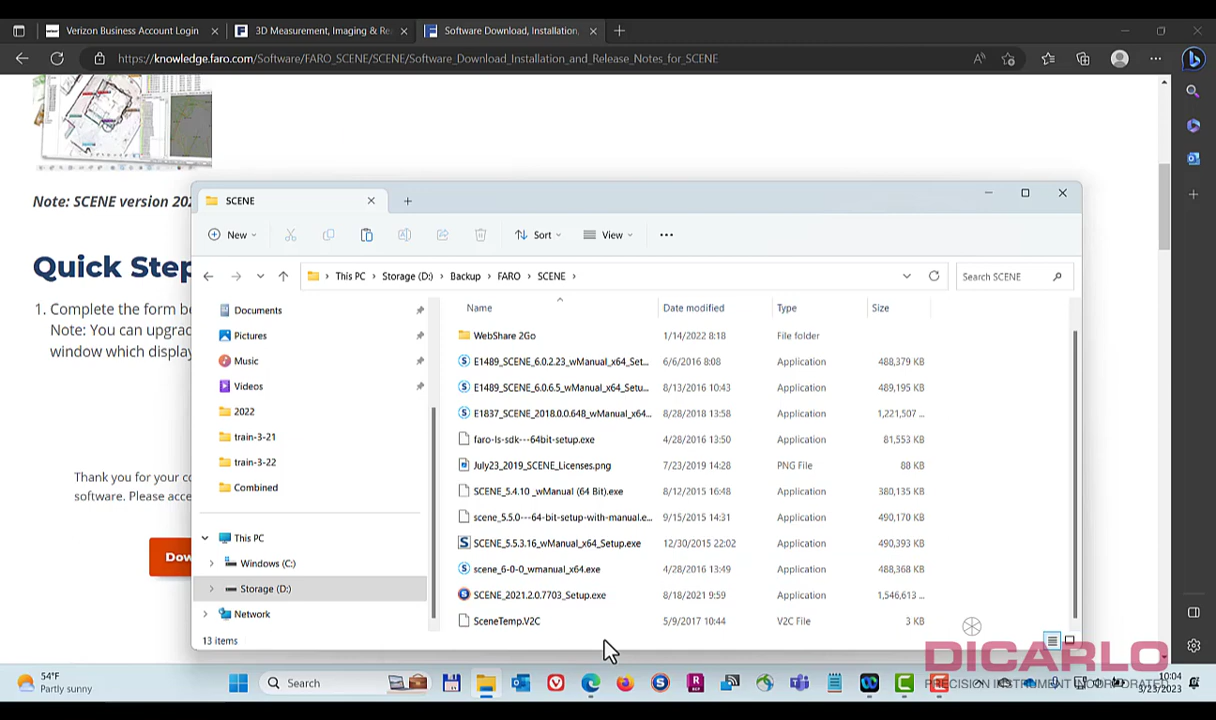 Verizon Business Account Login
3D Measurement, Imaging & Re
Software Download, Installation,
https://knowledge.faro.com/Software/FARO_SCENE/SCENE/Software_Download_Installation_and_Release_Notes_for_SCENE
Note: SCENE version 202
Quick Step
1. Complete the form be
Note: You can upgrad
window which display
Thank you for your co
software. Please acce
Dow
SCENE
New
Sort
View
This PC > Storage (D:) > Backup > FARO > SCENE >
Search SCENE
Name Date modified Type Size
Documents
Pictures
Music
Videos
2022
train-3-21
train-3-22
Combined
This PC
Windows (C:)
Storage (D:)
Network
WebShare 2Go 1/14/2022 8:18 File folder
E1489_SCENE_6.0.2.23_wManual_x64_Set... 6/6/2016 8:08 Application 488,379 KB
E1489_SCENE_6.0.6.5_wManual_x64_Setu... 8/13/2016 10:43 Application 489,195 KB
E1837_SCENE_2018.0.0.648_wManual_x64... 8/28/2018 13:58 Application 1,221,507 ...
faro-ls-sdk---64bit-setup.exe 4/28/2016 13:50 Application 81,553 KB
July23_2019_SCENE_Licenses.png 7/23/2019 14:28 PNG File 88 KB
SCENE_5.4.10 _wManual (64 Bit).exe 8/12/2015 16:48 Application 380,135 KB
scene_5.5.0---64-bit-setup-with-manual.e... 9/15/2015 14:31 Application 490,170 KB
SCENE_5.5.3.16_wManual_x64_Setup.exe 12/30/2015 22:02 Application 490,393 KB
scene_6-0-0_wmanual_x64.exe 4/28/2016 13:49 Application 488,368 KB
SCENE_2021.2.0.7703_Setup.exe 8/18/2021 9:59 Application 1,546,613 ...
SceneTemp.V2C 5/9/2017 10:44 V2C File 3 KB
13 items
DICARLO
PRECISION INSTRUMENT INCORPORATED
54°F
Partly sunny
Search
10:04
3/23/2023